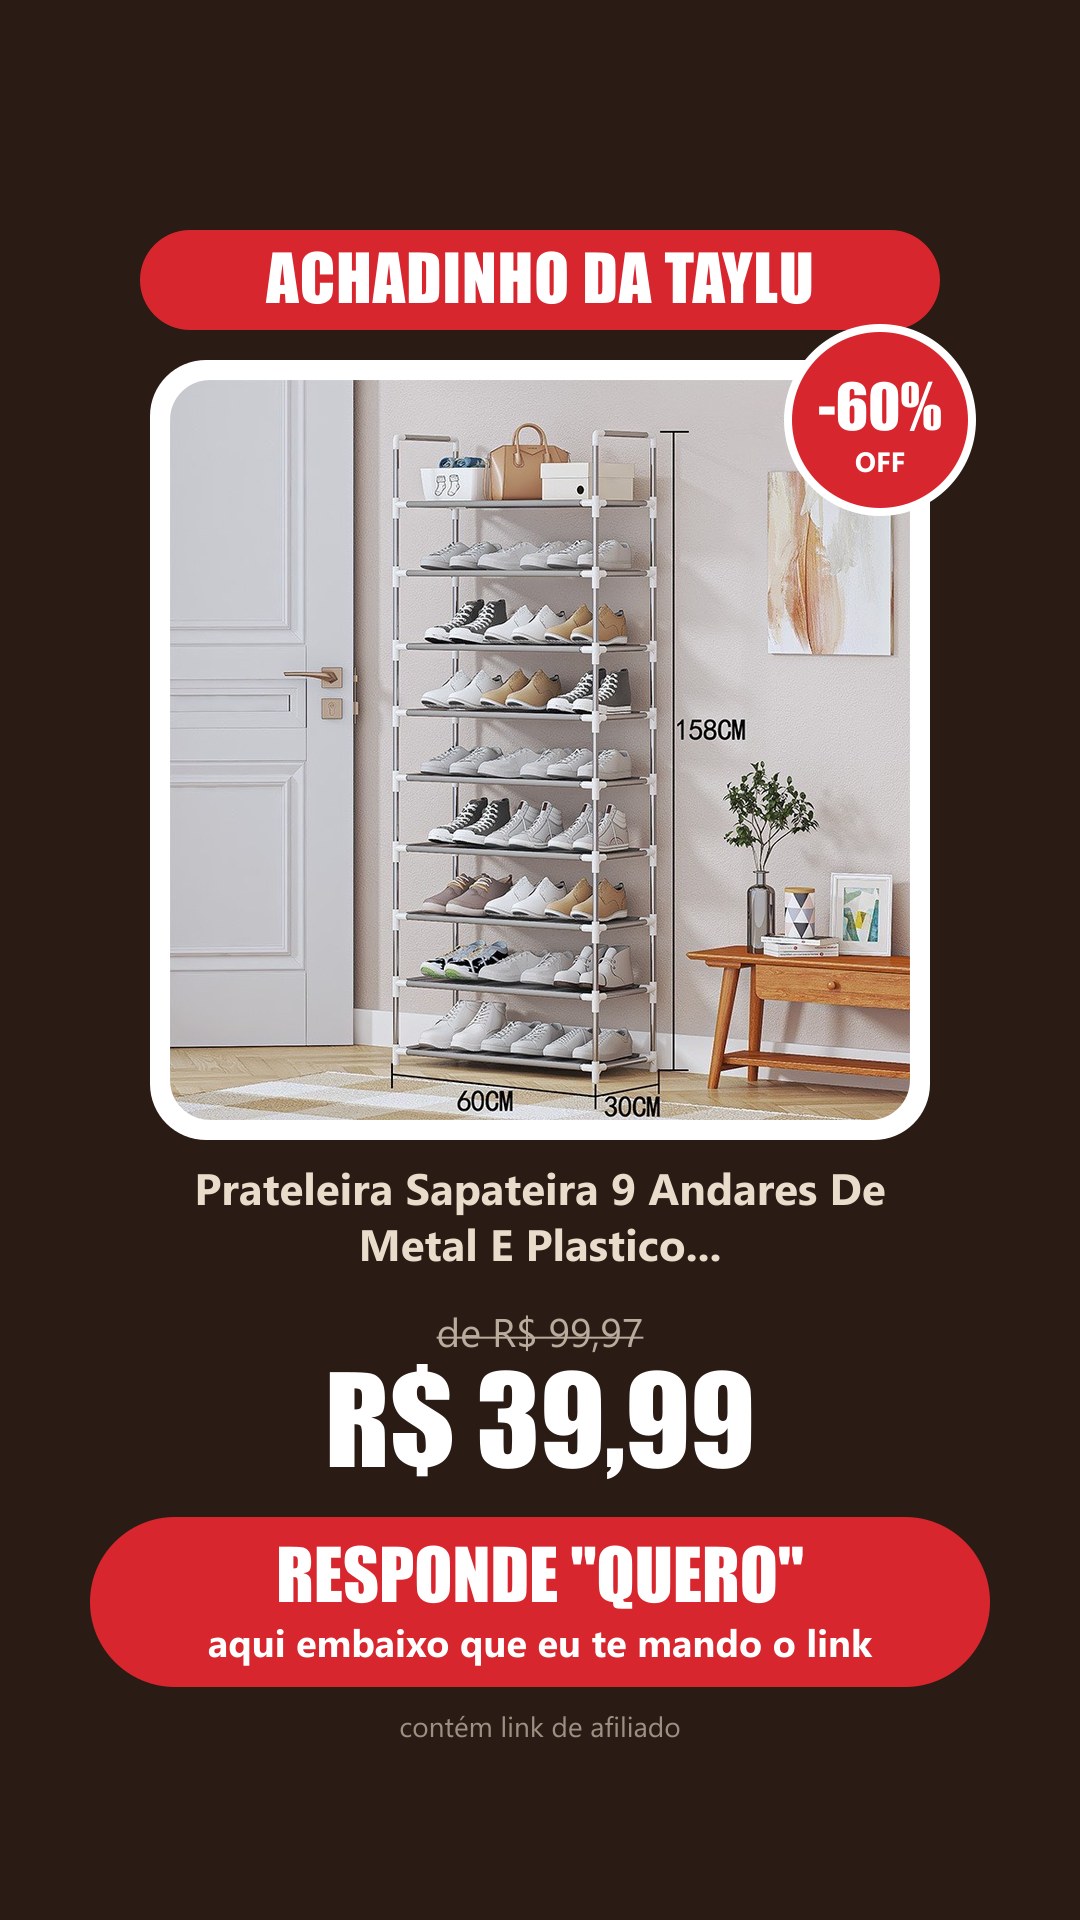 ACHADINHO DA TAYLU
-60%
OFF
158CM
60CM
30CM
Prateleira Sapateira 9 Andares De
Metal E Plastico...
de R$ 99,97
R$ 39,99
RESPONDE "QUERO"
aqui embaixo que eu te mando o link
contém link de afiliado